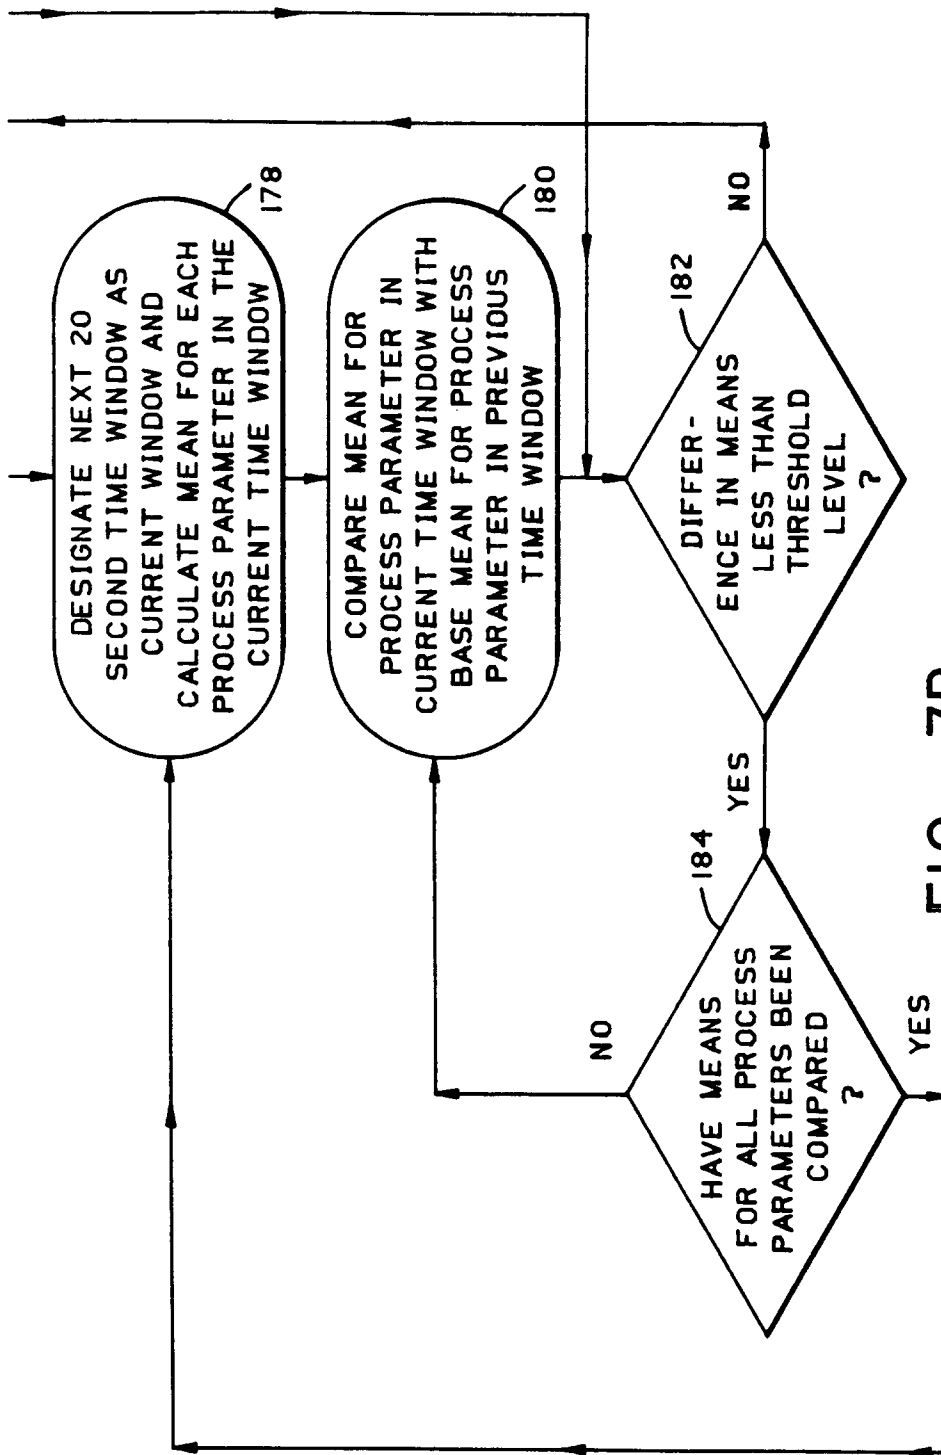 DESIGNATE NEXT 20
SECOND TIME WINDOW AS
CURRENT WINDOW AND
CALCULATE MEAN FOR EACH
PROCESS PARAMETER IN THE
CURRENT TIME WINDOW
178
COMPARE MEAN FOR
PROCESS PARAMETER IN
CURRENT TIME WINDOW WITH
BASE MEAN FOR PROCESS
PARAMETER IN PREVIOUS
TIME WINDOW
180
DIFFER-
ENCE IN MEANS
LESS THAN
THRESHOLD
LEVEL
?
182
NO
YES
HAVE MEANS
FOR ALL PROCESS
PARAMETERS BEEN
COMPARED
?
184
NO
YES
FIG